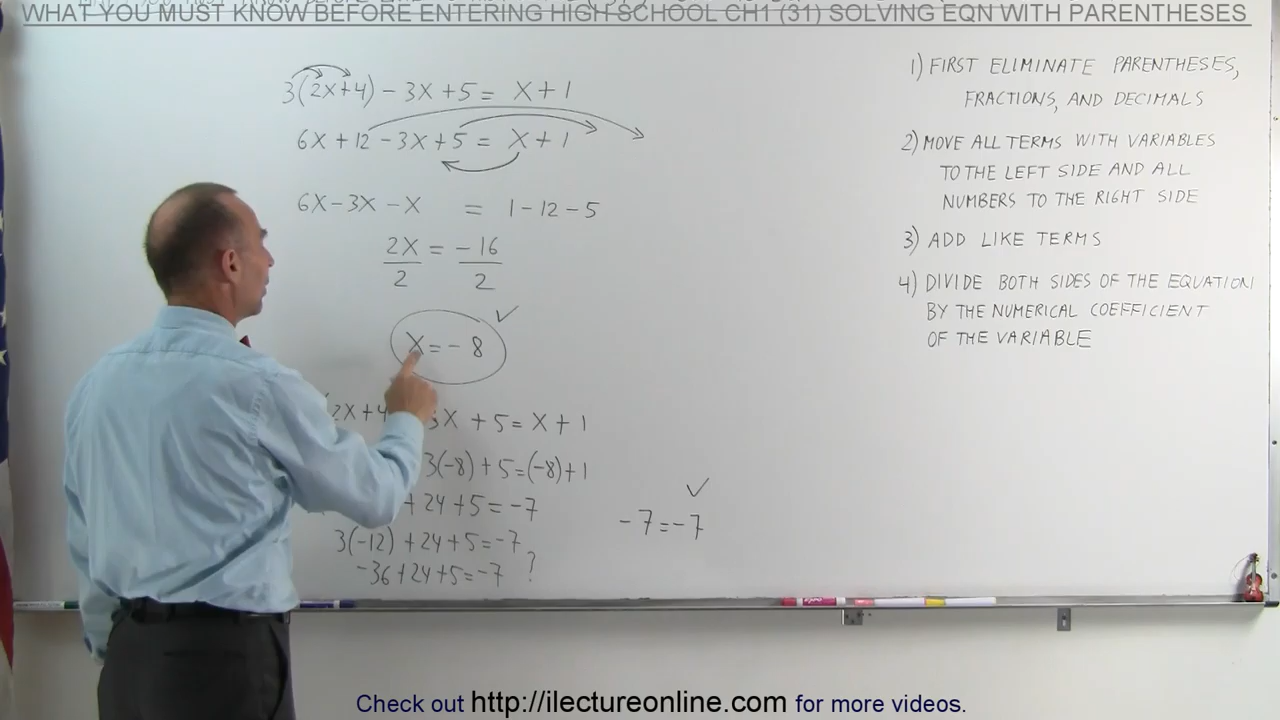 WHAT YOU MUST KNOW BEFORE ENTERING HIGH SCHOOL CH1 (31) SOLVING EQN WITH PARENTHESES
3(2X+4) - 3X + 5 = X + 1
6X + 12 - 3X + 5 = X + 1
6X - 3X - X = 1 - 12 - 5
2X = -16
2 2
X = - 8 ✓
2X+4 3X + 5 = X + 1
3(-8) + 5 = (-8) + 1
+ 24 + 5 = -7
3(-12) + 24 + 5 = -7
-36 + 24 + 5 = -7 ?
✓
-7 = -7
1) FIRST ELIMINATE PARENTHESES,
FRACTIONS, AND DECIMALS
2) MOVE ALL TERMS WITH VARIABLES
TO THE LEFT SIDE AND ALL
NUMBERS TO THE RIGHT SIDE
3) ADD LIKE TERMS
4) DIVIDE BOTH SIDES OF THE EQUATION
BY THE NUMERICAL COEFFICIENT
OF THE VARIABLE
Check out http://ilectureonline.com for more videos.